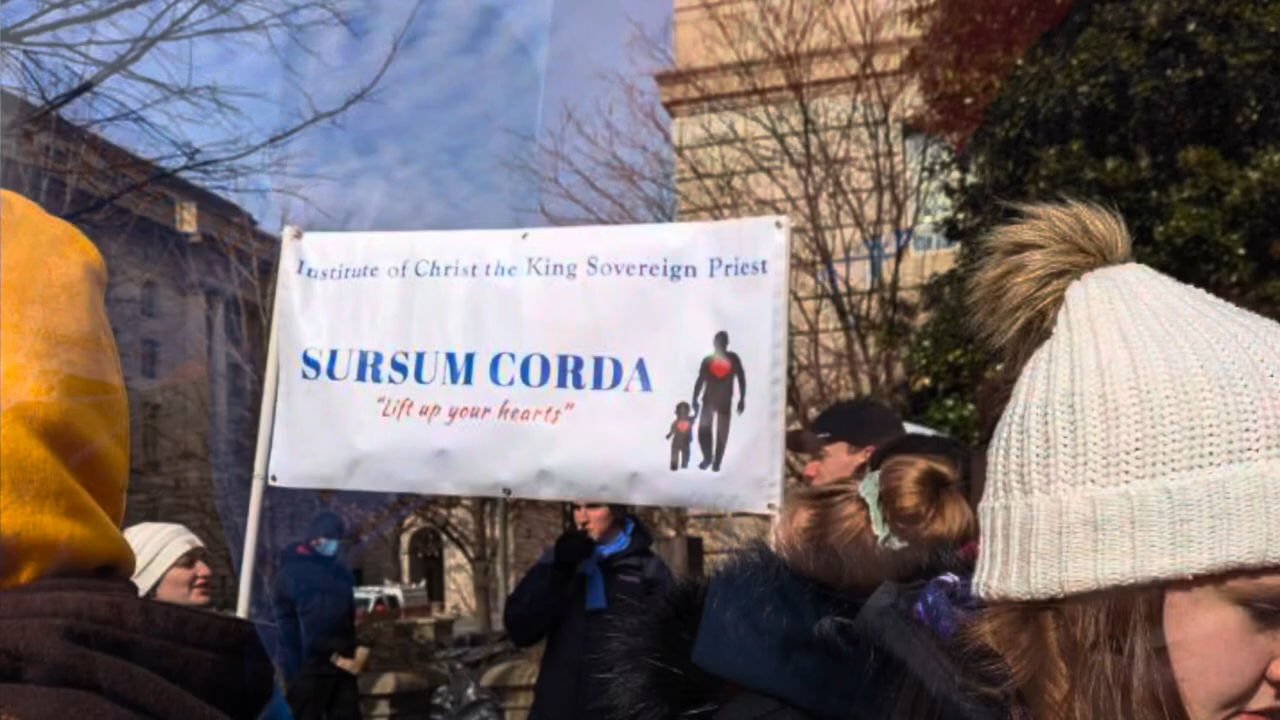 Institute of Christ the King Sovereign Priest
SURSUM CORDA
"Lift up your hearts"